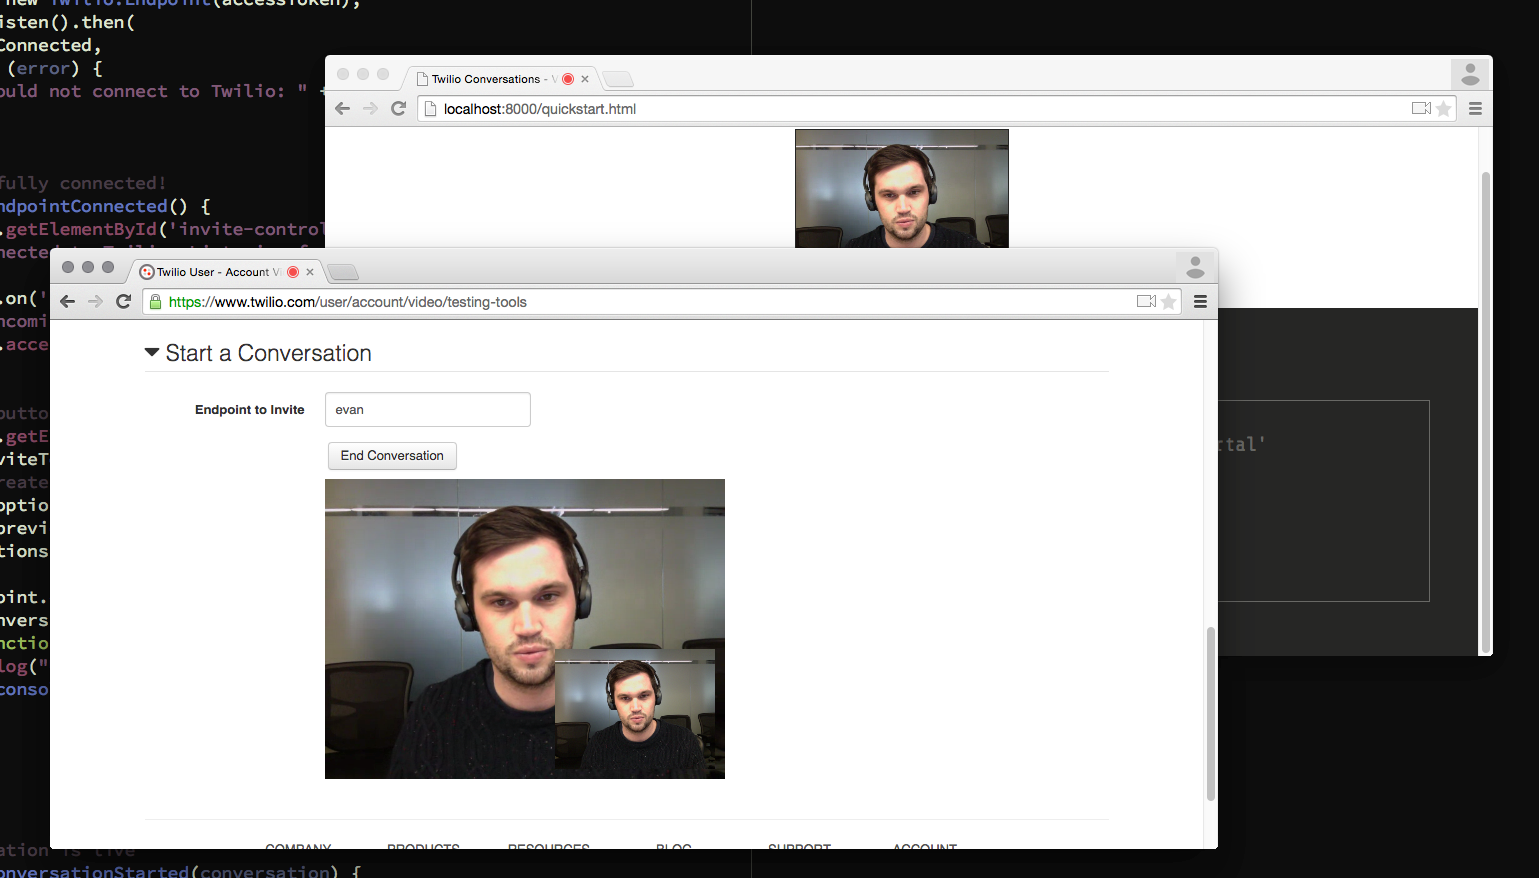 new Twilio.Endpoint(accessToken);
isten().then(
Connected,
(error) {
ould not connect to Twilio: " +
fully connected!
ndpointConnected() {
.getElementById('invite-control
.on('
ncomi
.acce
butto
.getE
viteT
reate
optio
previ
tions
oint.
nvers
nctio
log("
conso
ation is live
onversationStarted(conversation) {
Twilio Conversations - V
localhost:8000/quickstart.html
rtal'
Twilio User - Account Vi
https://www.twilio.com/user/account/video/testing-tools
Start a Conversation
Endpoint to Invite
evan
End Conversation
COMPANY PRODUCTS RESOURCES BLOG SUPPORT ACCOUNT